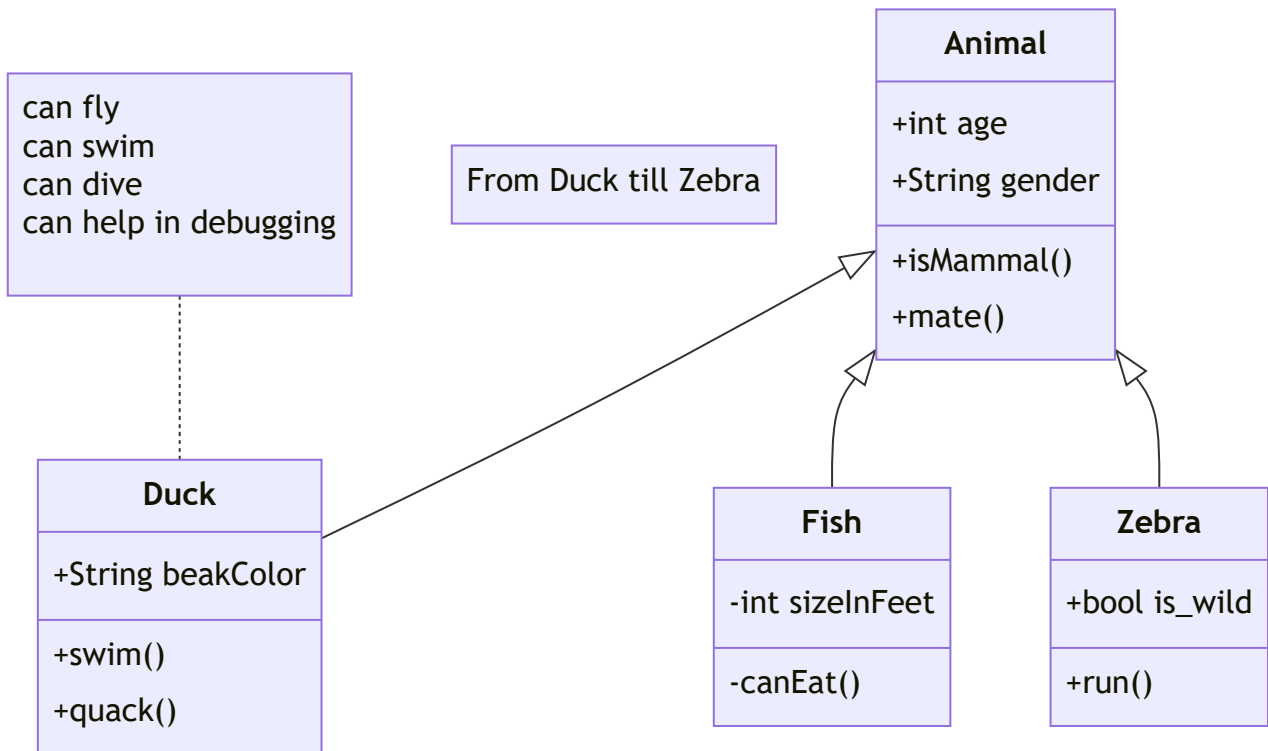 can fly
can swim
can dive
can help in debugging
From Duck till Zebra
Animal
+int age
+String gender
+isMammal()
+mate()
Duck
+String beakColor
+swim()
+quack()
Fish
-int sizeInFeet
-canEat()
Zebra
+bool is_wild
+run()